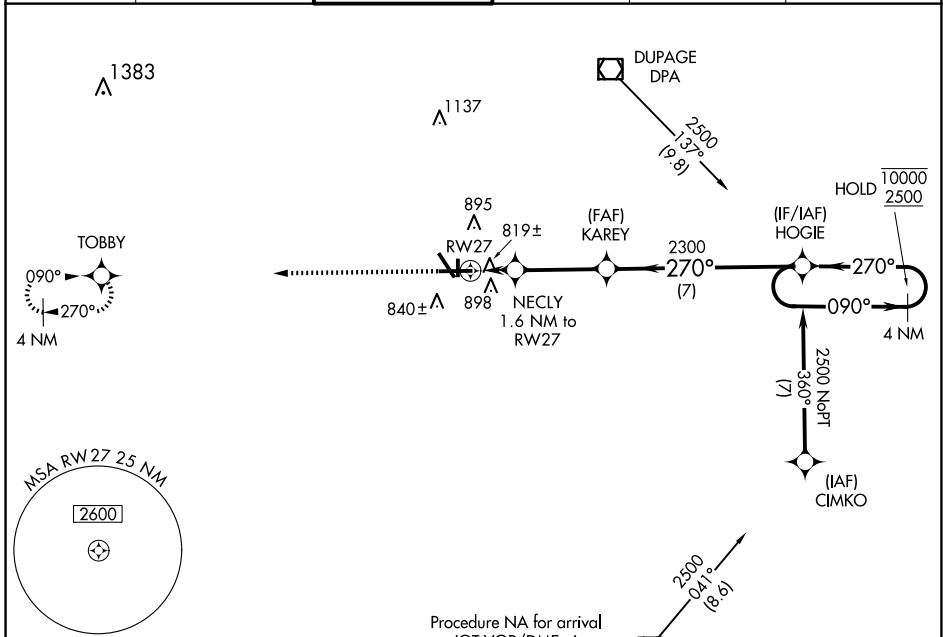 1383
1137
DUPAGE
DPA
2500
137°
(9.8)
HOLD
10000
2500
895
819±
RW27
(FAF)
KAREY
(IF/IAF)
HOGIE
TOBBY
090°
270°
4 NM
2300
270°
(7)
270°
090°
4 NM
840±
898
NECLY
1.6 NM to
RW27
2500 NoPT
360°
(7)
(IAF)
CIMKO
MSA RW27 25 NM
2600
2500
041°
(8.6)
Procedure NA for arrival